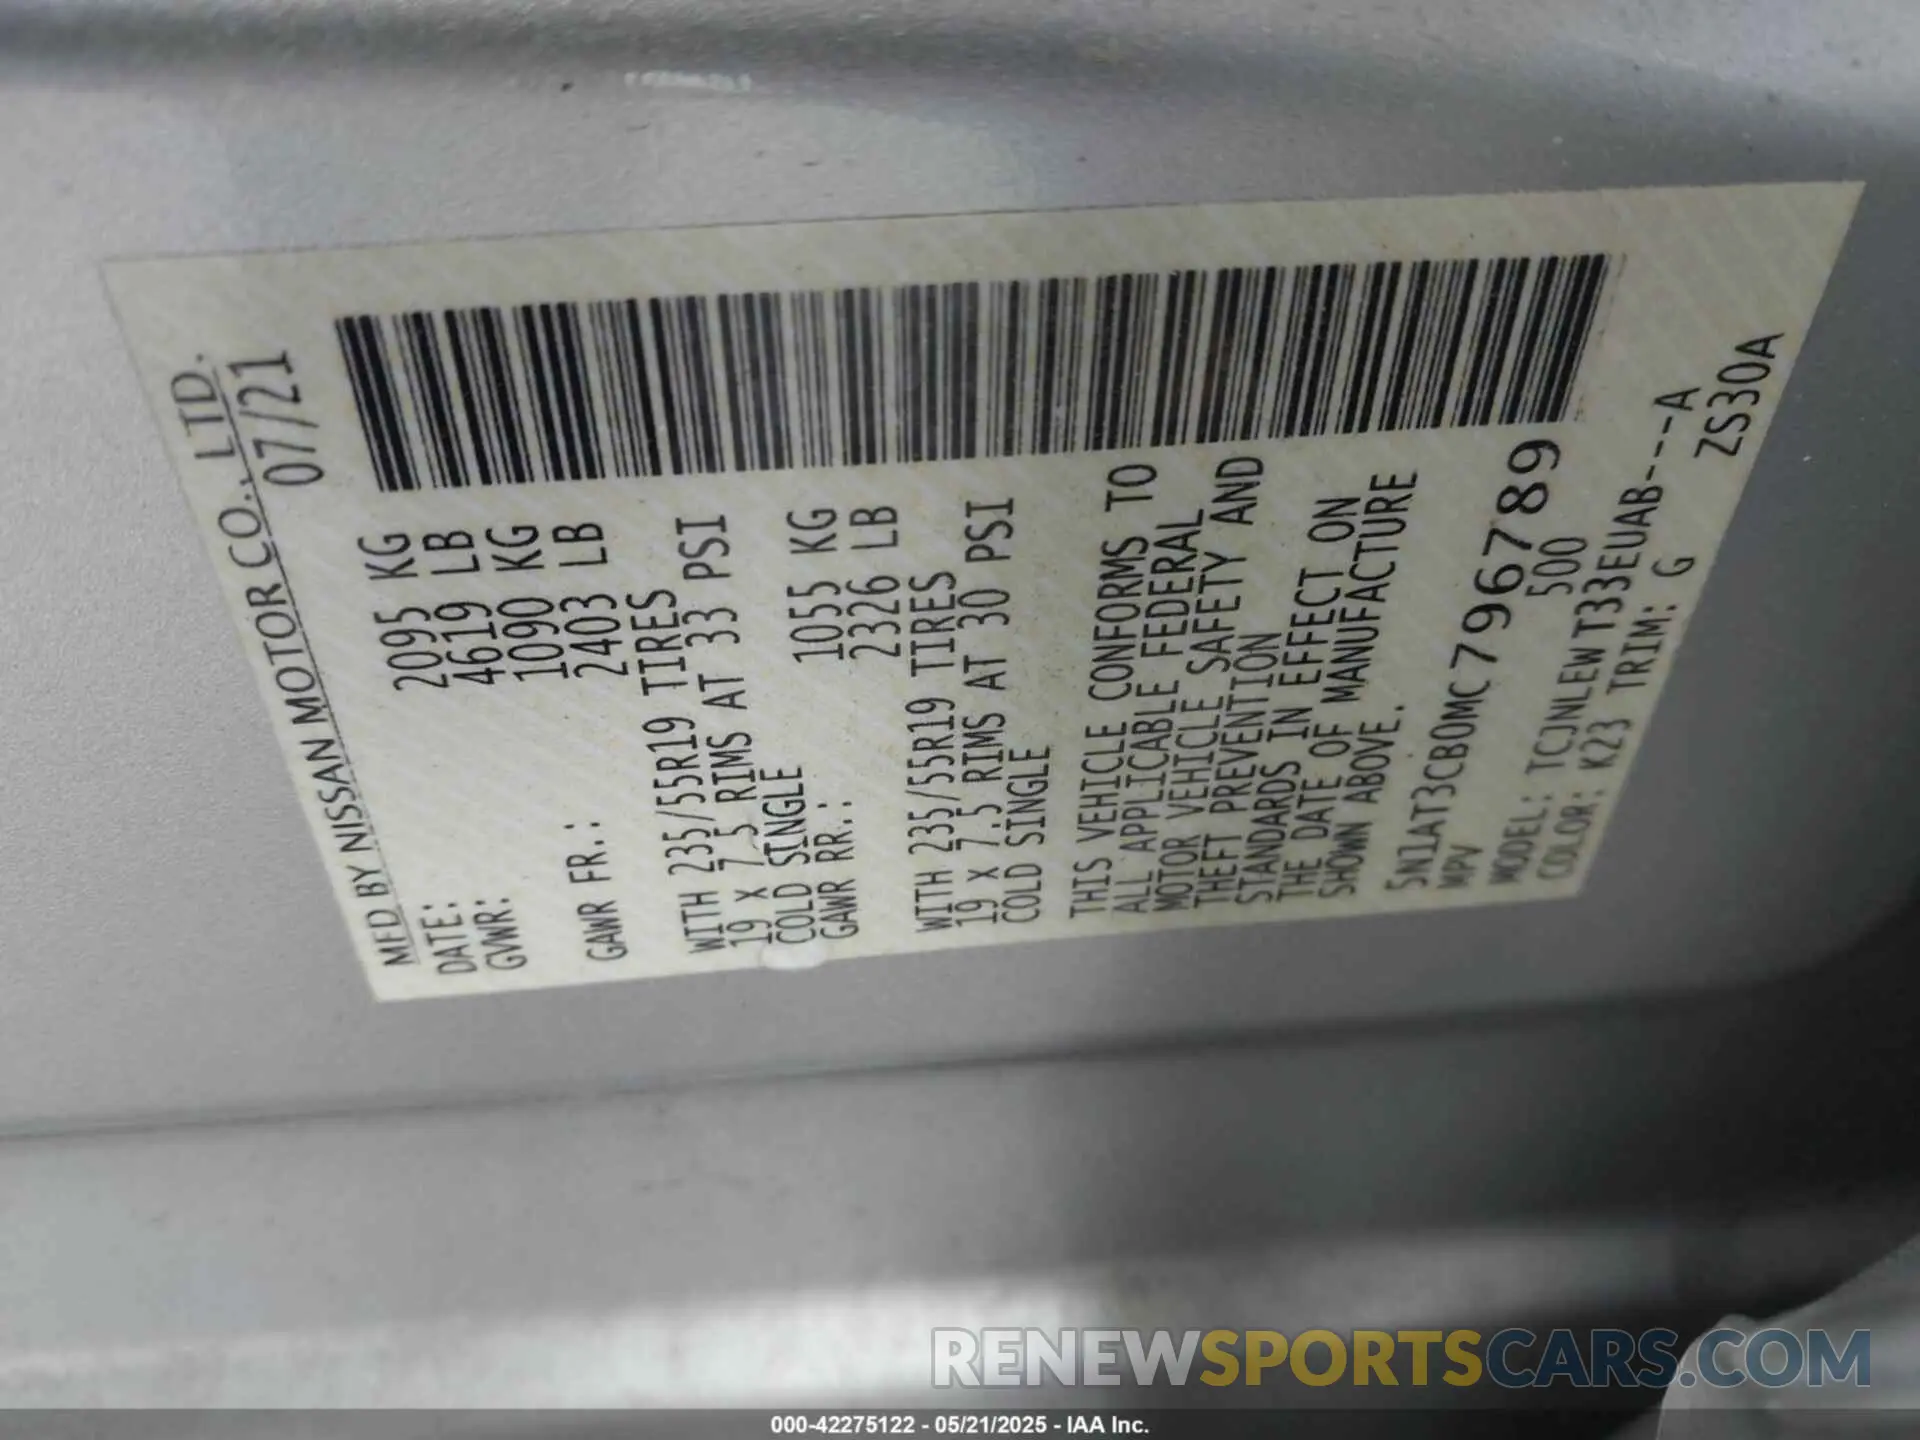 MFD BY NISSAN MOTOR CO., LTD.
DATE: 07/21
GVWR: 2095 KG
4619 LB
GAWR FR.: 1090 KG
2403 LB
WITH 235/55R19 TIRES
19 X 7.5 RIMS AT 33 PSI
COLD SINGLE
GAWR RR.: 1055 KG
2326 LB
WITH 235/55R19 TIRES
19 X 7.5 RIMS AT 30 PSI
COLD SINGLE
THIS VEHICLE CONFORMS TO
ALL APPLICABLE FEDERAL
MOTOR VEHICLE SAFETY AND
THEFT PREVENTION
STANDARDS IN EFFECT ON
THE DATE OF MANUFACTURE
SHOWN ABOVE.
5N1AT3CB0MC796789
MPV 500
MODEL: TCJNLEWT33EUAB---A
COLOR: K23 TRIM: G
ZS30A
RENEWSPORTSCARS.COM
000-42275122 - 05/21/2025 - IAA Inc.